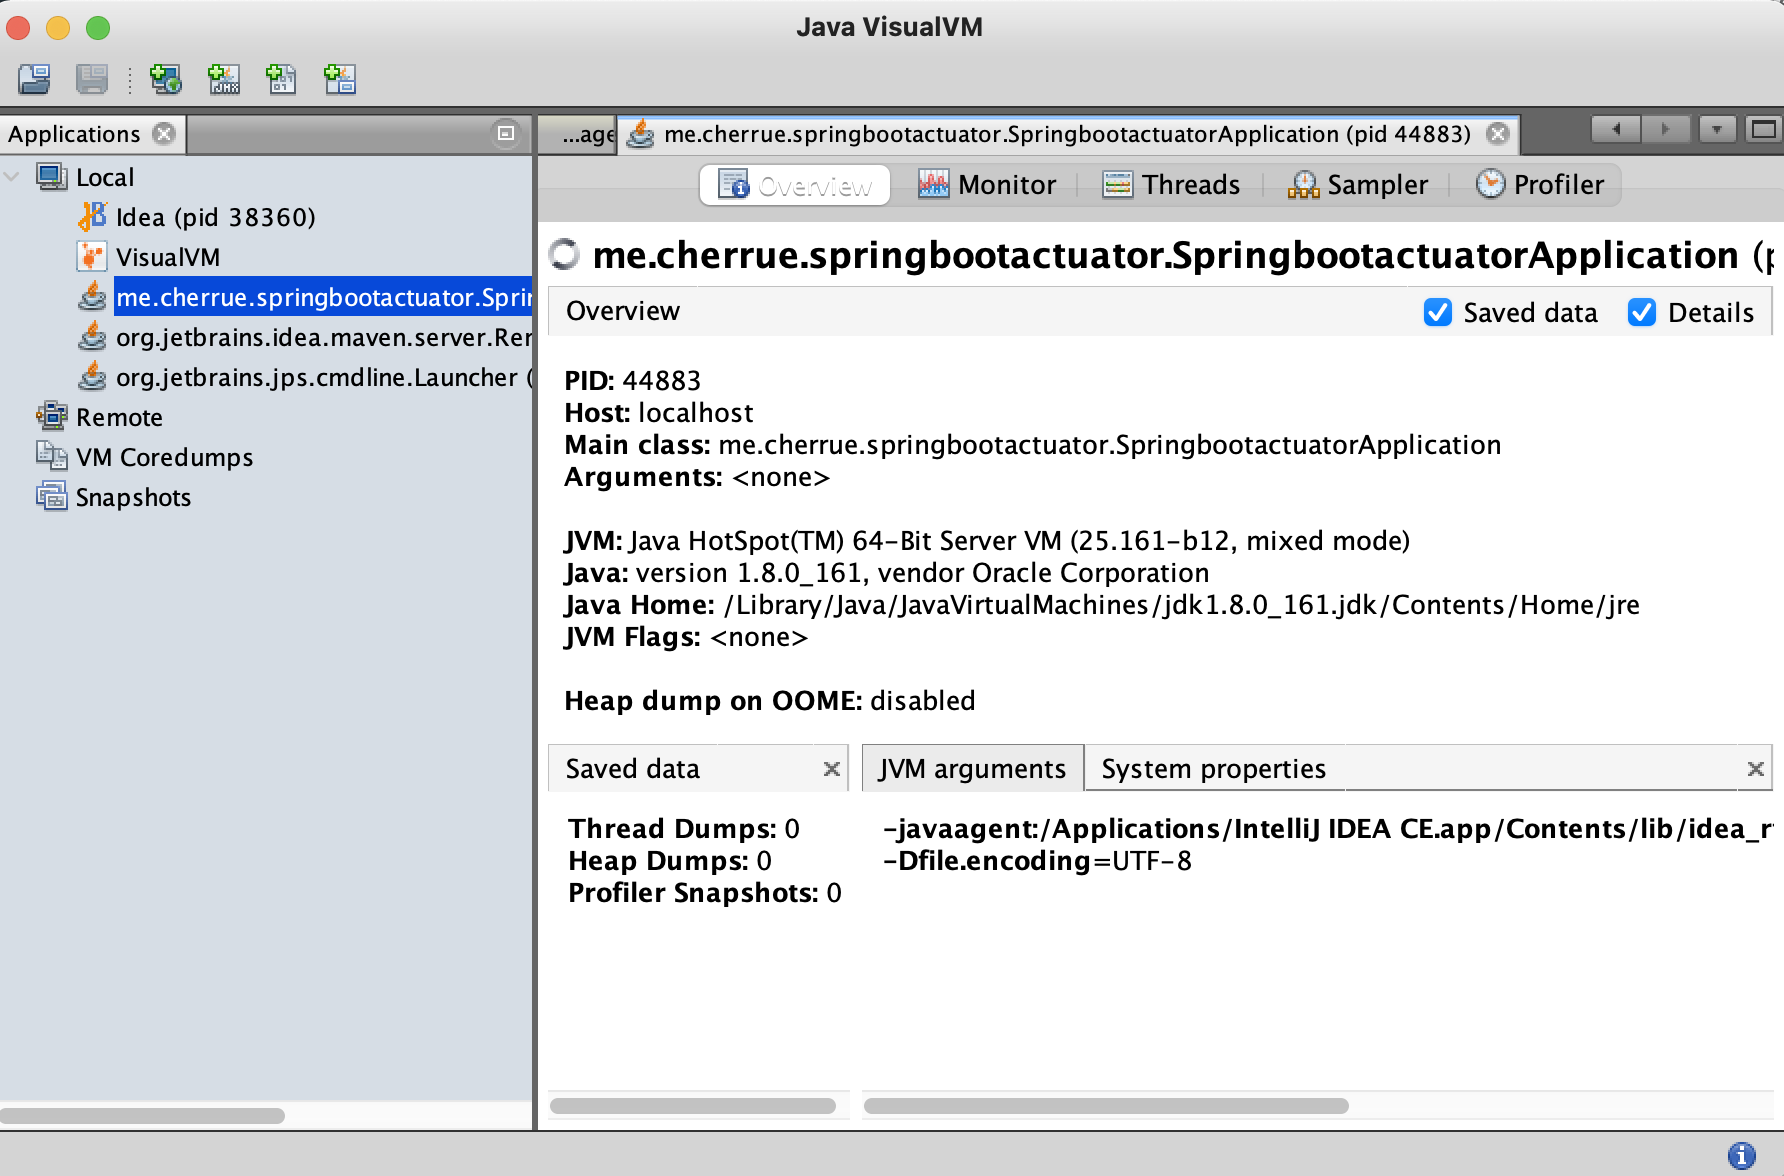 Java VisualVM
JMX
Applications
...age
me.cherrue.springbootactuator.SpringbootactuatorApplication (pid 44883)
Local
Idea (pid 38360)
VisualVM
me.cherrue.springbootactuator.Sprin
org.jetbrains.idea.maven.server.Rem
org.jetbrains.jps.cmdline.Launcher (
Remote
VM Coredumps
Snapshots
Overview
Monitor
Threads
Sampler
Profiler
me.cherrue.springbootactuator.SpringbootactuatorApplication (p
Overview
Saved data
Details
PID: 44883
Host: localhost
Main class: me.cherrue.springbootactuator.SpringbootactuatorApplication
Arguments: <none>
JVM: Java HotSpot(TM) 64-Bit Server VM (25.161-b12, mixed mode)
Java: version 1.8.0_161, vendor Oracle Corporation
Java Home: /Library/Java/JavaVirtualMachines/jdk1.8.0_161.jdk/Contents/Home/jre
JVM Flags: <none>
Heap dump on OOME: disabled
Saved data
Thread Dumps: 0
Heap Dumps: 0
Profiler Snapshots: 0
JVM arguments
System properties
-javaagent:/Applications/IntelliJ IDEA CE.app/Contents/lib/idea_r
-Dfile.encoding=UTF-8